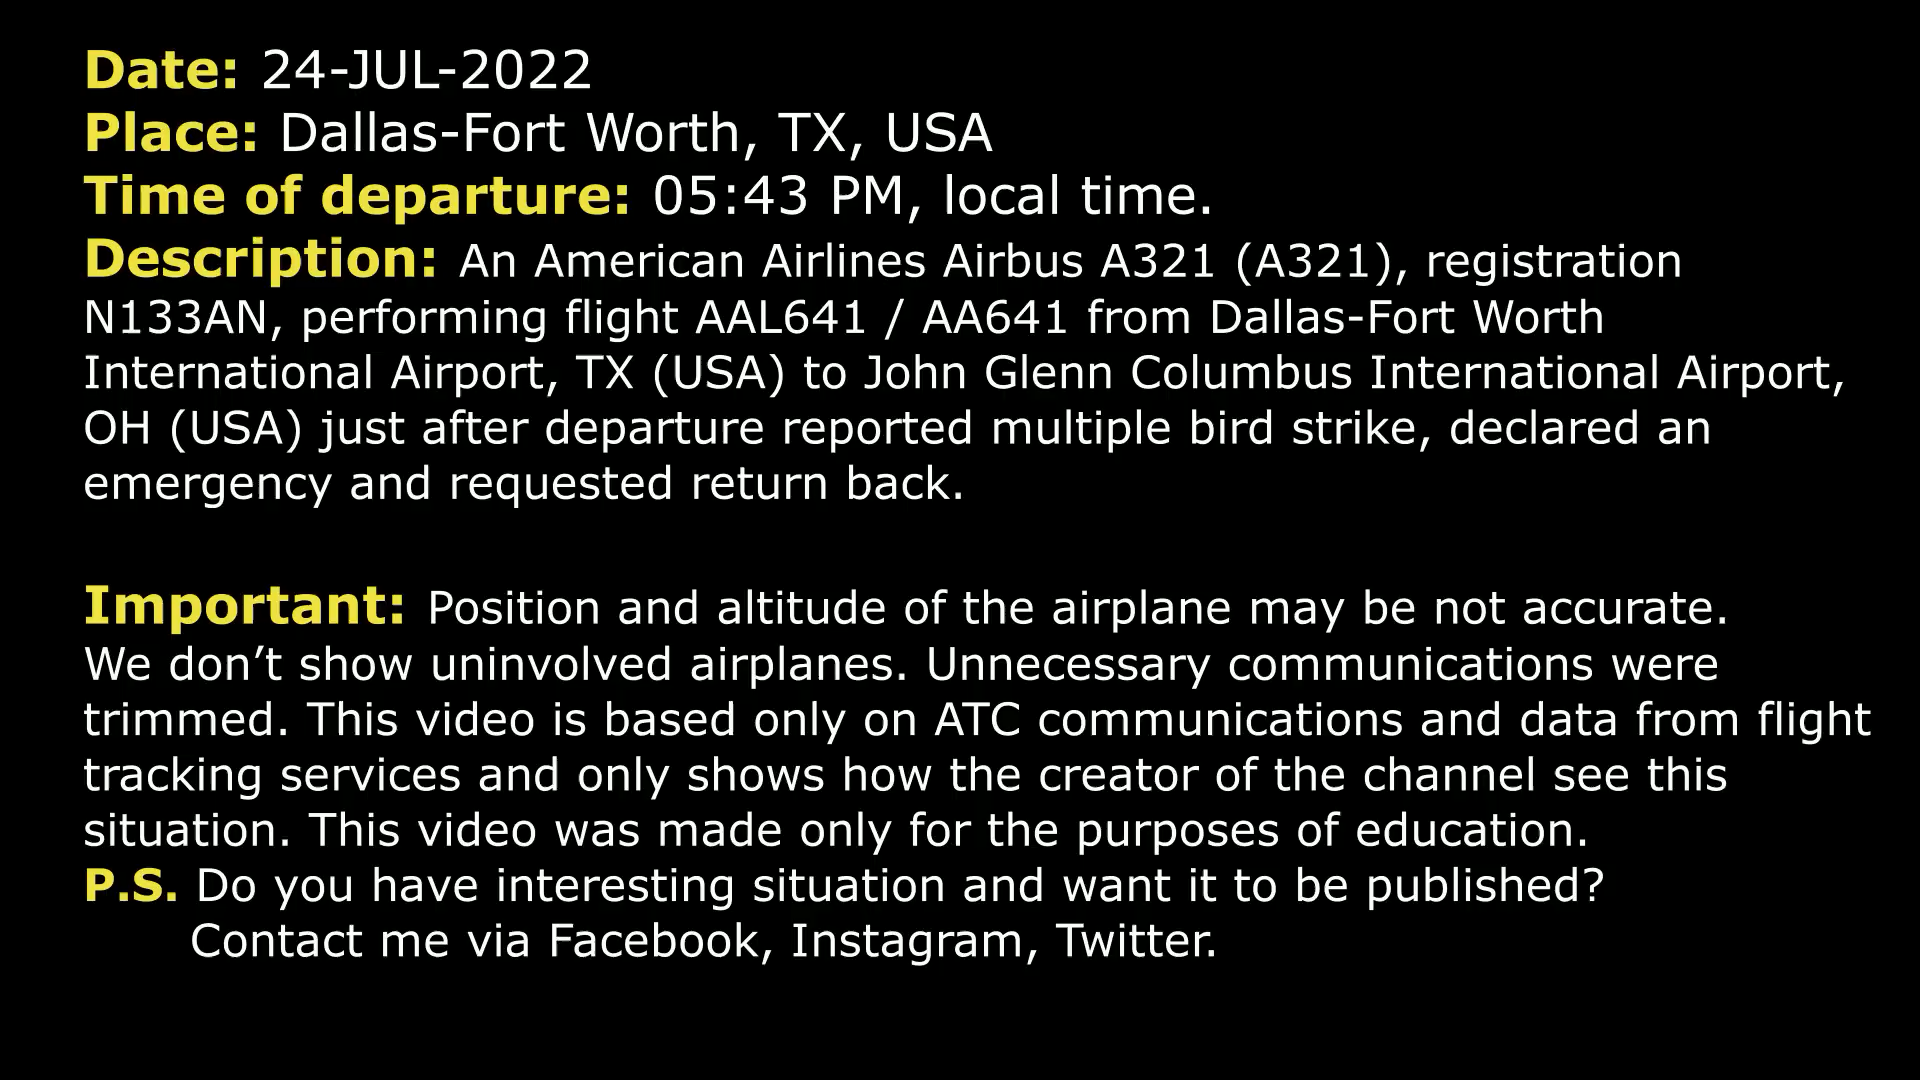 Date: 24-JUL-2022
Place: Dallas-Fort Worth, TX, USA
Time of departure: 05:43 PM, local time.
Description: An American Airlines Airbus A321 (A321), registration
N133AN, performing flight AAL641 / AA641 from Dallas-Fort Worth
International Airport, TX (USA) to John Glenn Columbus International Airport,
OH (USA) just after departure reported multiple bird strike, declared an
emergency and requested return back.
Important: Position and altitude of the airplane may be not accurate.
We don’t show uninvolved airplanes. Unnecessary communications were
trimmed. This video is based only on ATC communications and data from flight
tracking services and only shows how the creator of the channel see this
situation. This video was made only for the purposes of education.
P.S. Do you have interesting situation and want it to be published?
Contact me via Facebook, Instagram, Twitter.